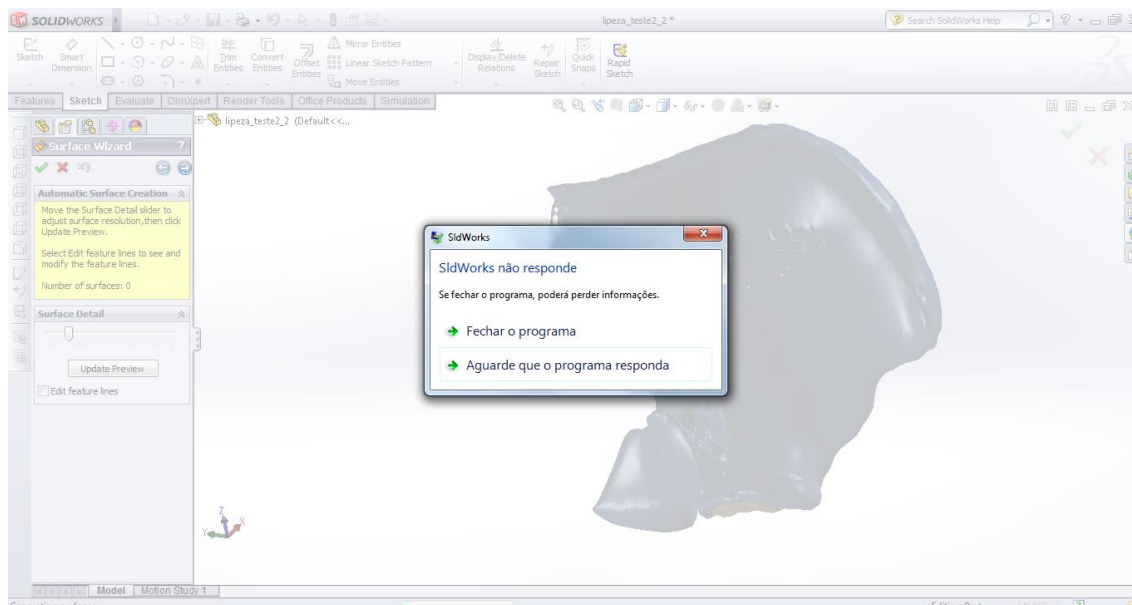 SOLIDWORKS
lipeza_teste2_2 *
Search SolidWorks Help
Sketch
Smart Dimension
Trim Entities
Convert Entities
Offset Entities
Mirror Entities
Linear Sketch Pattern
Move Entities
Display/Delete Relations
Repair Sketch
Quick Snaps
Rapid Sketch
Features Sketch Evaluate DimXpert Render Tools Office Products Simulation
lipeza_teste2_2 (Default<<...
Surface Wizard ?
Automatic Surface Creation
Move the Surface Detail slider to
adjust surface resolution,then click
Update Preview.
Select Edit feature lines to see and
modify the feature lines.
Number of surfaces: 0
Surface Detail
Update Preview
Edit feature lines
SldWorks
SldWorks não responde
Se fechar o programa, poderá perder informações.
Fechar o programa
Aguarde que o programa responda
Z
X
Y
Model Motion Study 1